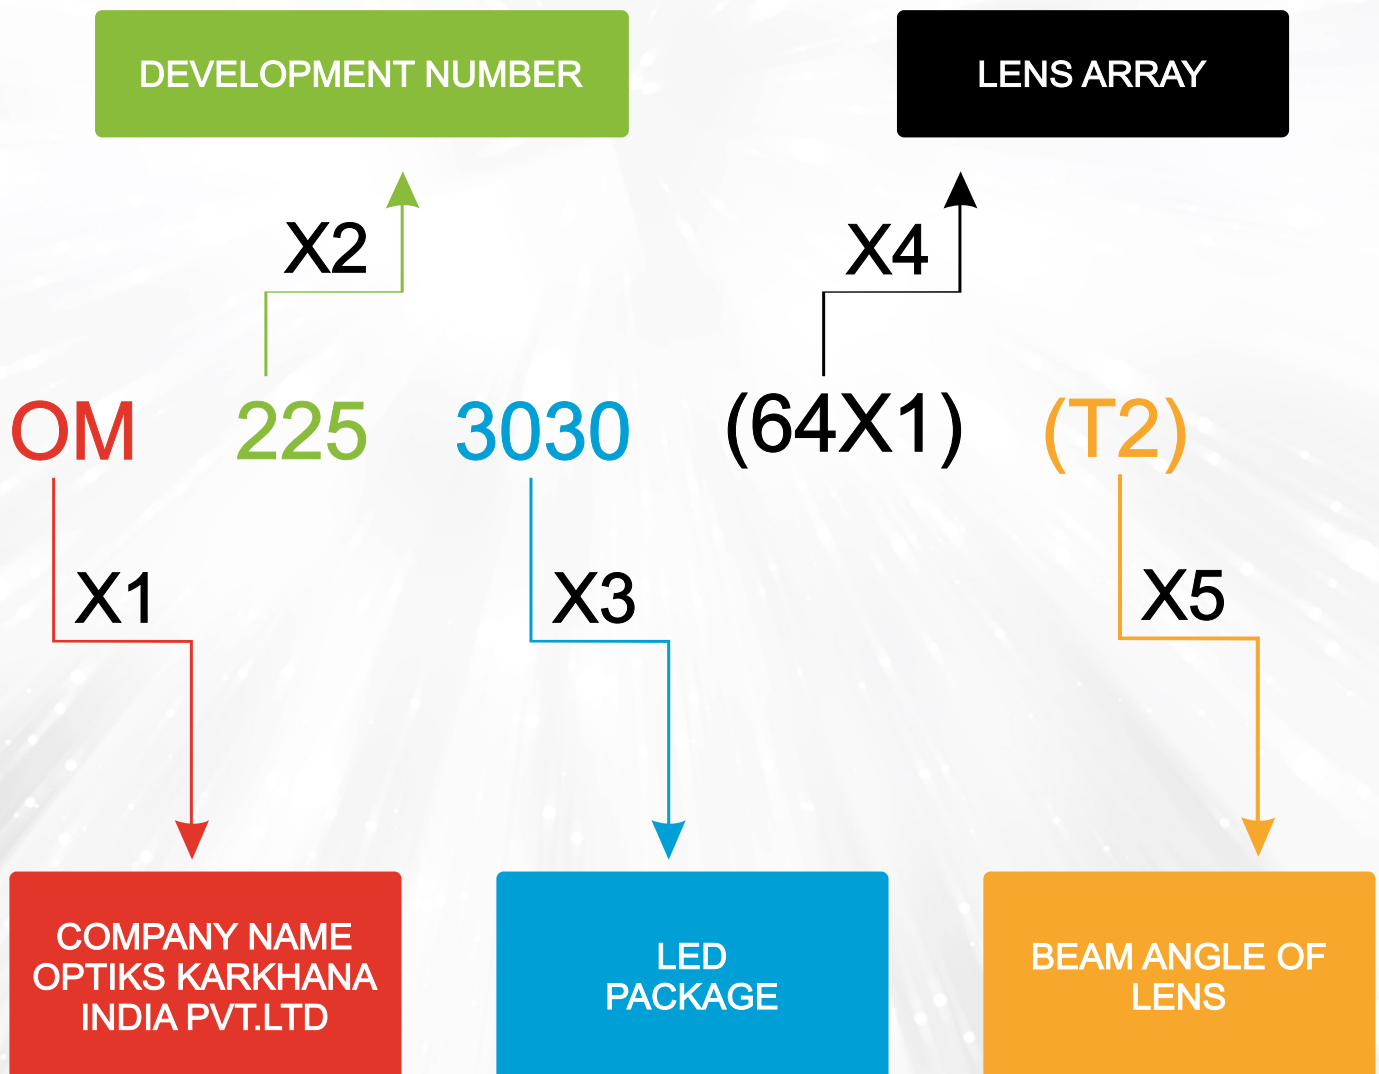 DEVELOPMENT NUMBER
LENS ARRAY
X2
X4
OM 225 3030 (64X1) (T2)
X1
X3
X5
COMPANY NAME
OPTIKS KARKHANA
INDIA PVT.LTD
LED
PACKAGE
BEAM ANGLE OF
LENS